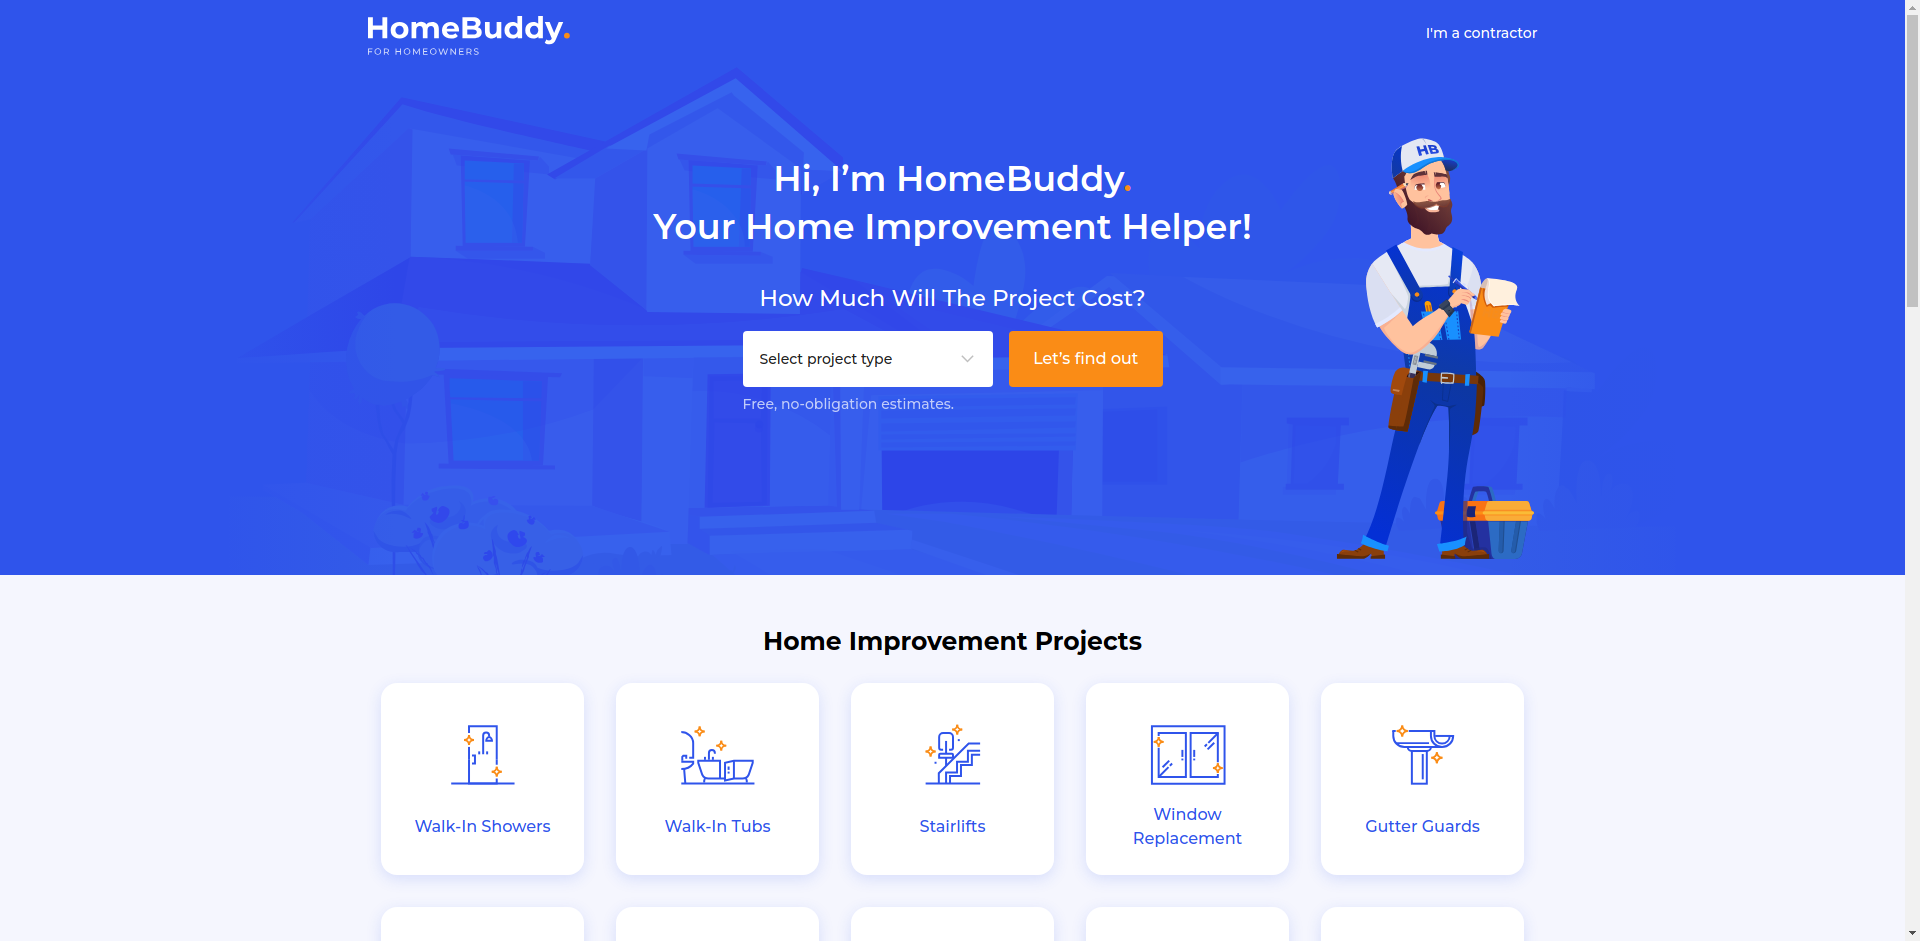 HomeBuddy.
FOR HOMEOWNERS
I'm a contractor
HB
Hi, I’m HomeBuddy.
Your Home Improvement Helper!
How Much Will The Project Cost?
Select project type
Let’s find out
Free, no-obligation estimates.
Home Improvement Projects
Walk-In Showers
Walk-In Tubs
Stairlifts
Window
Replacement
Gutter Guards